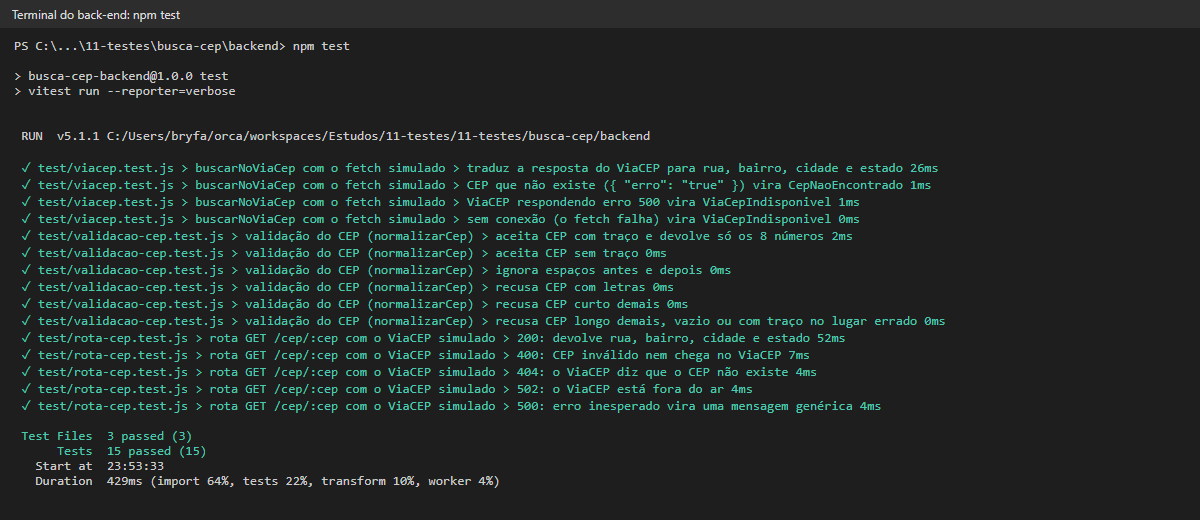 Terminal do back-end: npm test
PS C:\...\11-testes\busca-cep\backend> npm test
> busca-cep-backend@1.0.0 test
> vitest run --reporter=verbose
RUN  v5.1.1 C:/Users/bryfa/orca/workspaces/Estudos/11-testes/11-testes/busca-cep/backend
✓ test/viacep.test.js > buscarNoViaCep com o fetch simulado > traduz a resposta do ViaCEP para rua, bairro, cidade e estado 26ms
✓ test/viacep.test.js > buscarNoViaCep com o fetch simulado > CEP que não existe ({ "erro": "true" }) vira CepNaoEncontrado 1ms
✓ test/viacep.test.js > buscarNoViaCep com o fetch simulado > ViaCEP respondendo erro 500 vira ViaCepIndisponivel 1ms
✓ test/viacep.test.js > buscarNoViaCep com o fetch simulado > sem conexão (o fetch falha) vira ViaCepIndisponivel 0ms
✓ test/validacao-cep.test.js > validação do CEP (normalizarCep) > aceita CEP com traço e devolve só os 8 números 2ms
✓ test/validacao-cep.test.js > validação do CEP (normalizarCep) > aceita CEP sem traço 0ms
✓ test/validacao-cep.test.js > validação do CEP (normalizarCep) > ignora espaços antes e depois 0ms
✓ test/validacao-cep.test.js > validação do CEP (normalizarCep) > recusa CEP com letras 0ms
✓ test/validacao-cep.test.js > validação do CEP (normalizarCep) > recusa CEP curto demais 0ms
✓ test/validacao-cep.test.js > validação do CEP (normalizarCep) > recusa CEP longo demais, vazio ou com traço no lugar errado 0ms
✓ test/rota-cep.test.js > rota GET /cep/:cep com o ViaCEP simulado > 200: devolve rua, bairro, cidade e estado 52ms
✓ test/rota-cep.test.js > rota GET /cep/:cep com o ViaCEP simulado > 400: CEP inválido nem chega no ViaCEP 7ms
✓ test/rota-cep.test.js > rota GET /cep/:cep com o ViaCEP simulado > 404: o ViaCEP diz que o CEP não existe 4ms
✓ test/rota-cep.test.js > rota GET /cep/:cep com o ViaCEP simulado > 502: o ViaCEP está fora do ar 4ms
✓ test/rota-cep.test.js > rota GET /cep/:cep com o ViaCEP simulado > 500: erro inesperado vira uma mensagem genérica 4ms
Test Files  3 passed (3)
Tests  15 passed (15)
Start at  23:53:33
Duration  429ms (import 64%, tests 22%, transform 10%, worker 4%)